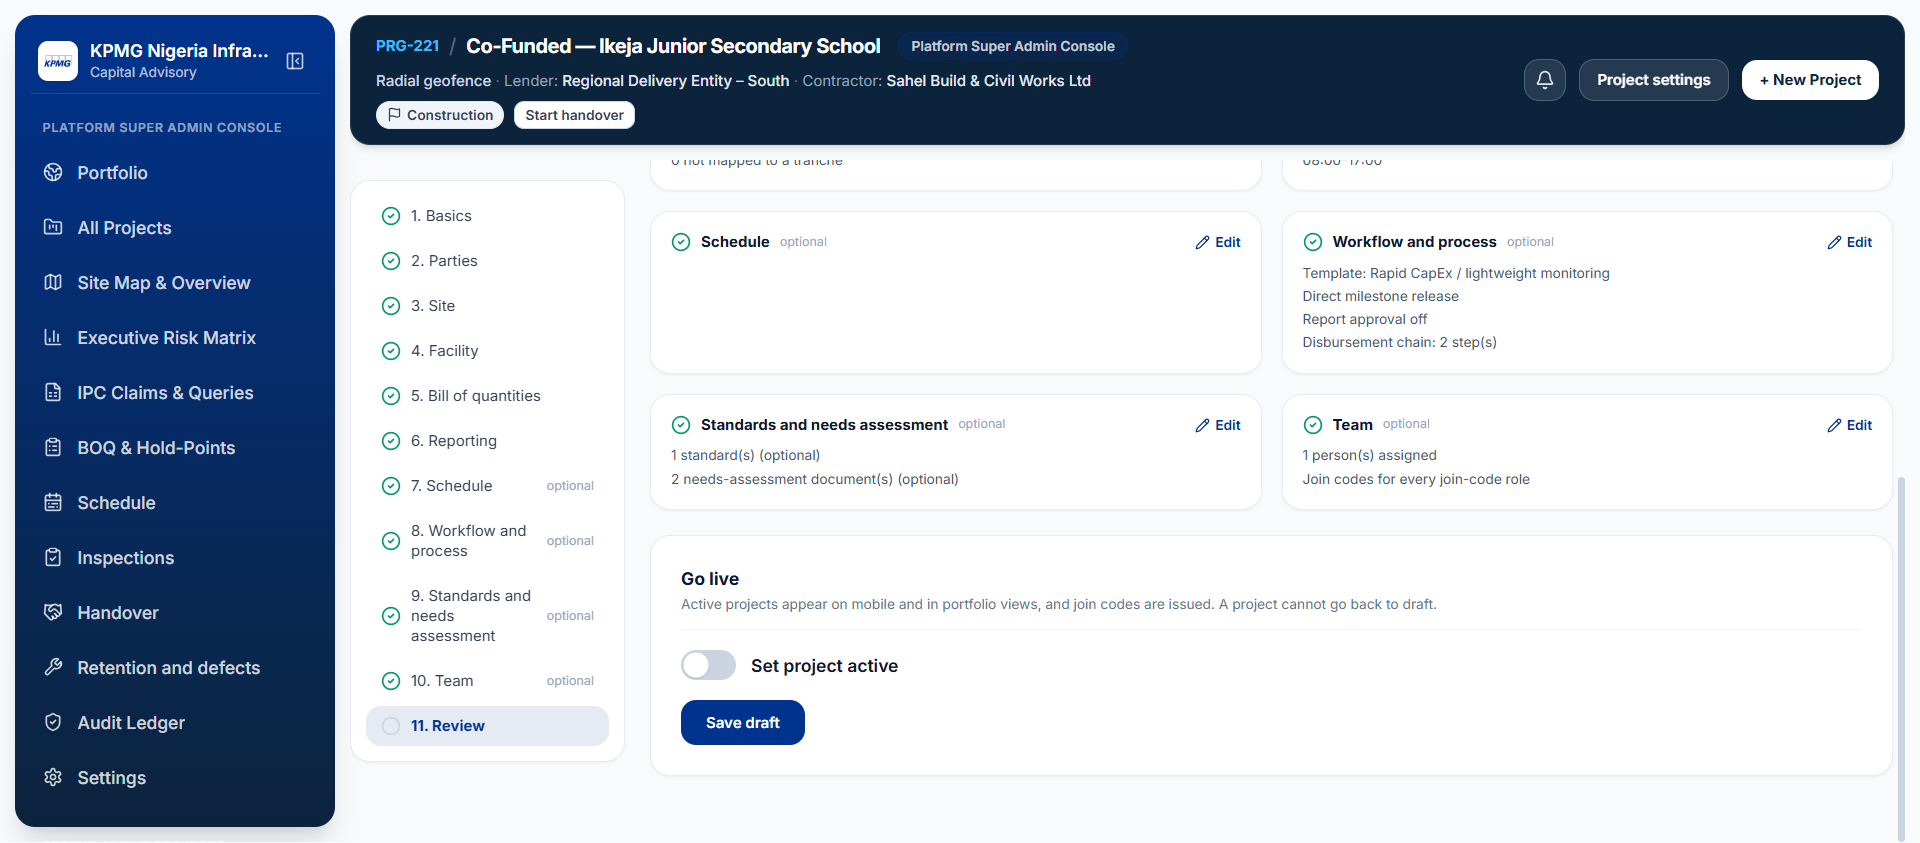 KPMG
KPMG Nigeria Infra...
Capital Advisory
PLATFORM SUPER ADMIN CONSOLE
Portfolio
All Projects
Site Map & Overview
Executive Risk Matrix
IPC Claims & Queries
BOQ & Hold-Points
Schedule
Inspections
Handover
Retention and defects
Audit Ledger
Settings
PRG-221 / Co-Funded — Ikeja Junior Secondary School Platform Super Admin Console
Radial geofence · Lender: Regional Delivery Entity – South · Contractor: Sahel Build & Civil Works Ltd
Construction Start handover
Project settings + New Project
1. Basics
2. Parties
3. Site
4. Facility
5. Bill of quantities
6. Reporting
7. Schedule optional
8. Workflow and
process optional
9. Standards and
needs
assessment optional
10. Team optional
11. Review
0 not mapped to a tranche
08:00–17:00
Schedule optional Edit
Workflow and process optional Edit
Template: Rapid CapEx / lightweight monitoring
Direct milestone release
Report approval off
Disbursement chain: 2 step(s)
Standards and needs assessment optional Edit
1 standard(s) (optional)
2 needs-assessment document(s) (optional)
Team optional Edit
1 person(s) assigned
Join codes for every join-code role
Go live
Active projects appear on mobile and in portfolio views, and join codes are issued. A project cannot go back to draft.
Set project active
Save draft